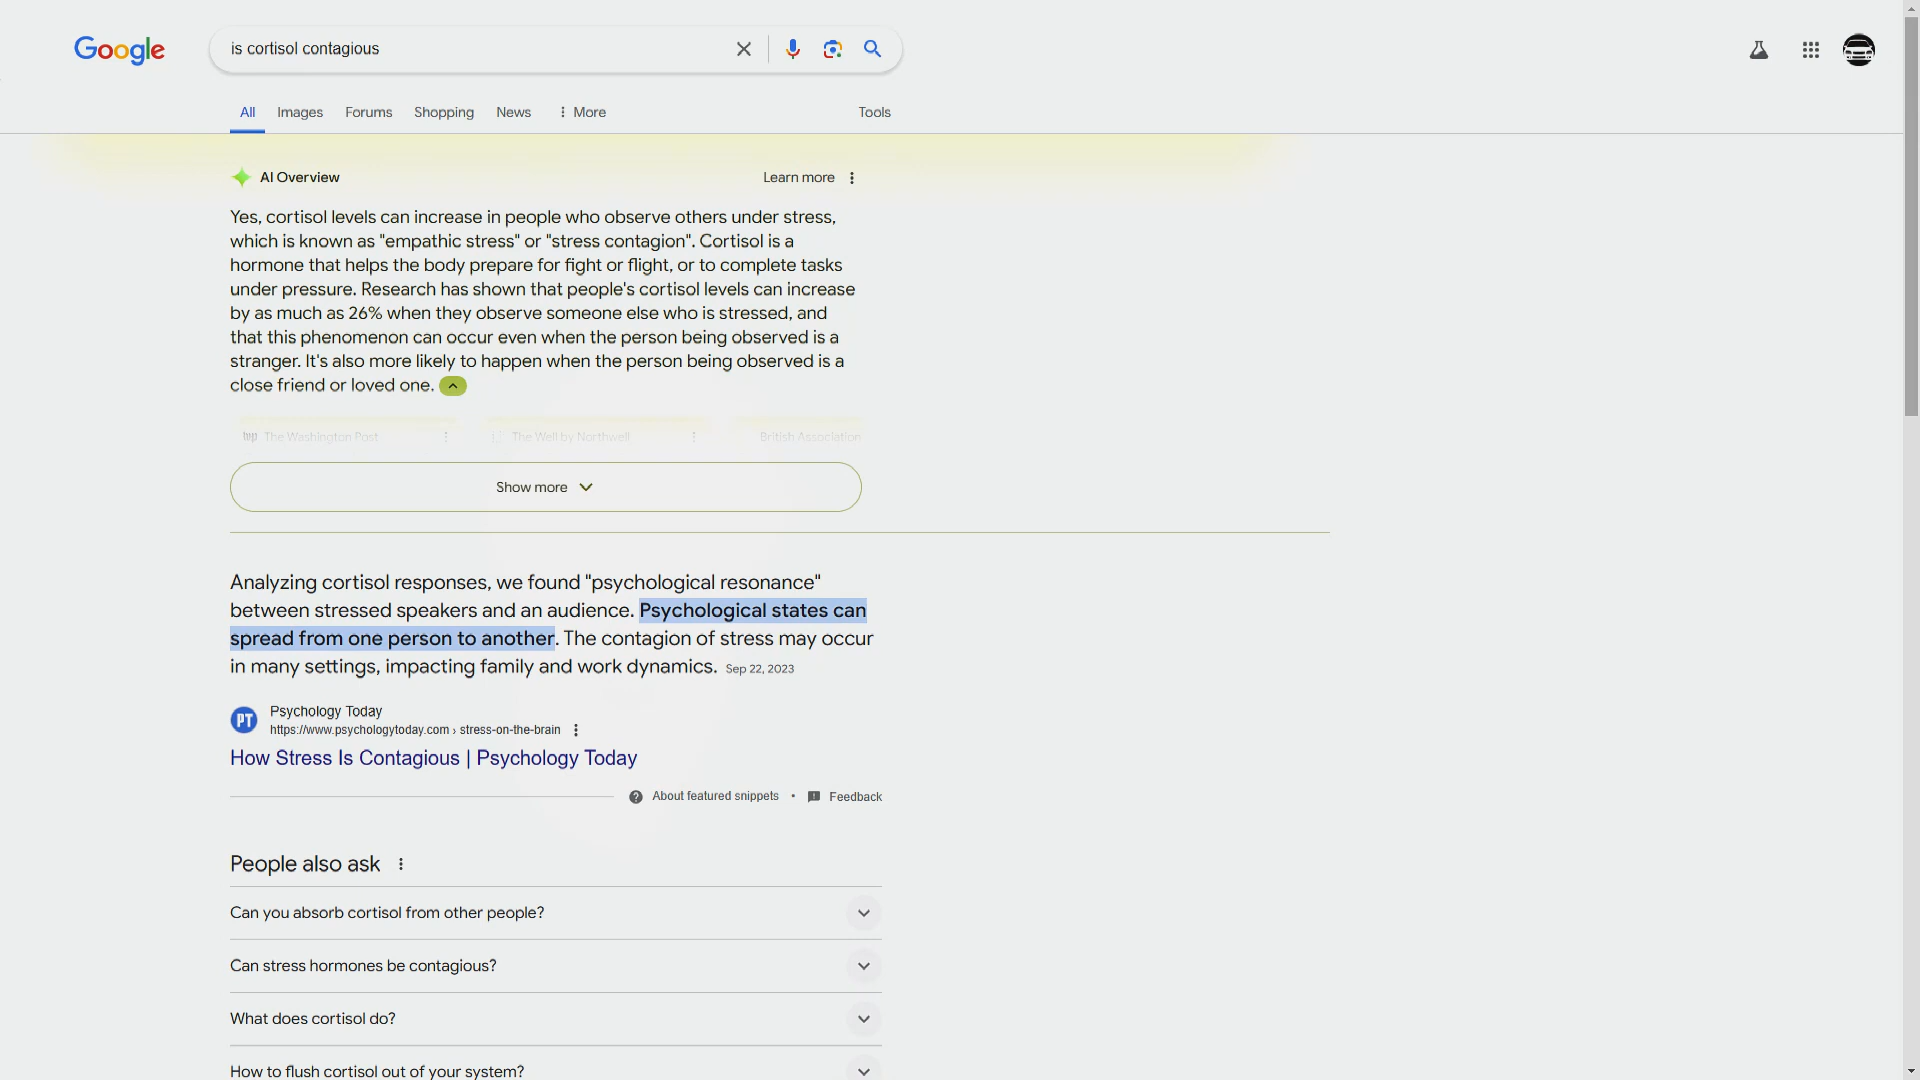 Google
is cortisol contagious
All Images Forums Shopping News More Tools
AI Overview Learn more
Yes, cortisol levels can increase in people who observe others under stress,
which is known as "empathic stress" or "stress contagion". Cortisol is a
hormone that helps the body prepare for fight or flight, or to complete tasks
under pressure. Research has shown that people's cortisol levels can increase
by as much as 26% when they observe someone else who is stressed, and
that this phenomenon can occur even when the person being observed is a
stranger. It's also more likely to happen when the person being observed is a
close friend or loved one.
wp The Washington Post The Well by Northwell British Association
Show more
Analyzing cortisol responses, we found "psychological resonance"
between stressed speakers and an audience. Psychological states can
spread from one person to another. The contagion of stress may occur
in many settings, impacting family and work dynamics. Sep 22, 2023
PT Psychology Today
https://www.psychologytoday.com › stress-on-the-brain
How Stress Is Contagious | Psychology Today
About featured snippets • Feedback
People also ask
Can you absorb cortisol from other people?
Can stress hormones be contagious?
What does cortisol do?
How to flush cortisol out of your system?